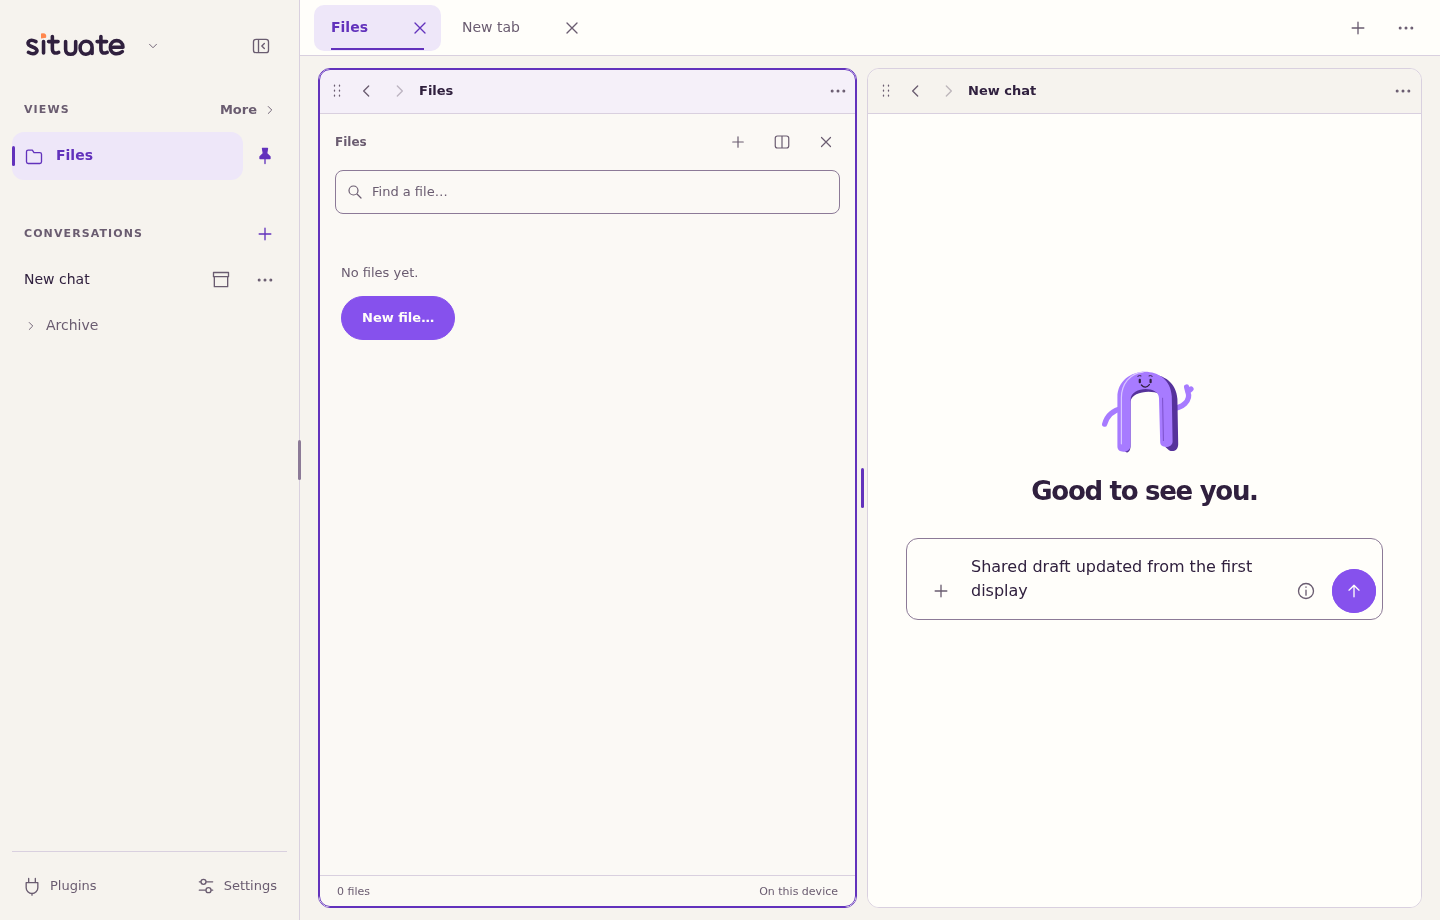 situate
VIEWS
More
Files
CONVERSATIONS
New chat
Archive
Plugins
Settings
Files
New tab
Files
Files
Find a file...
No files yet.
New file...
0 files
On this device
New chat
Good to see you.
Shared draft updated from the first
display